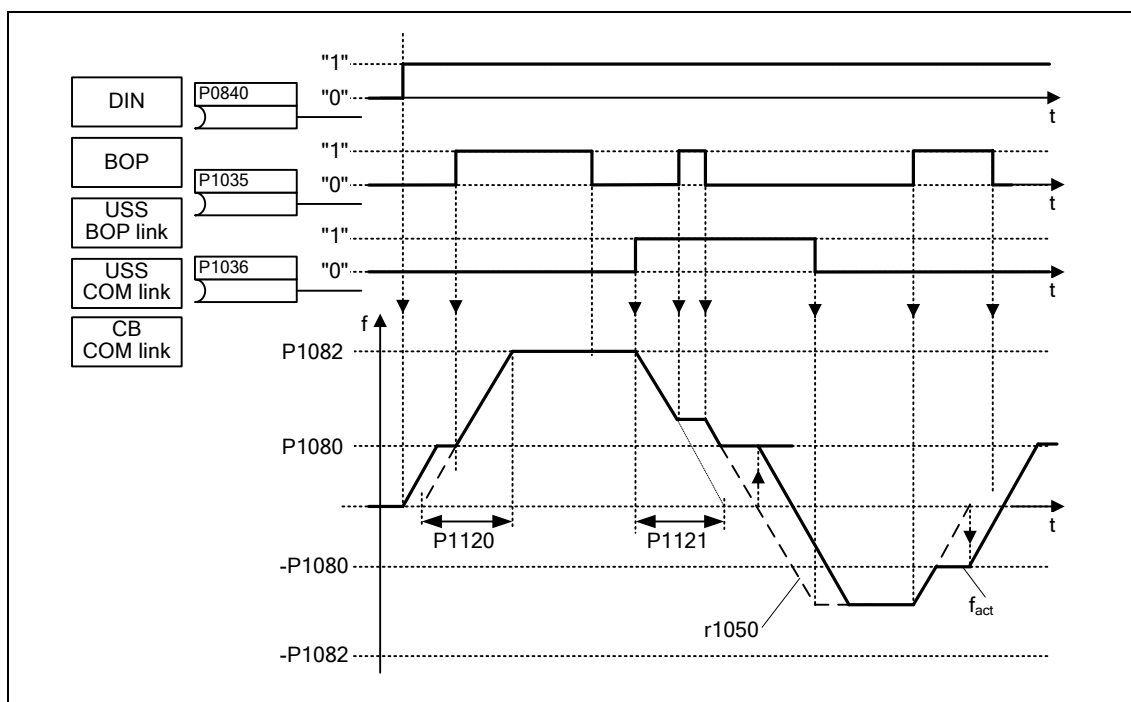 DIN
BOP
USS
BOP link
USS
COM link
CB
COM link
P0840
P1035
P1036
"1"
"0"
t
"1"
"0"
t
"1"
"0"
t
f
P1082
P1080
t
P1120
P1121
-P1080
fact
r1050
-P1082